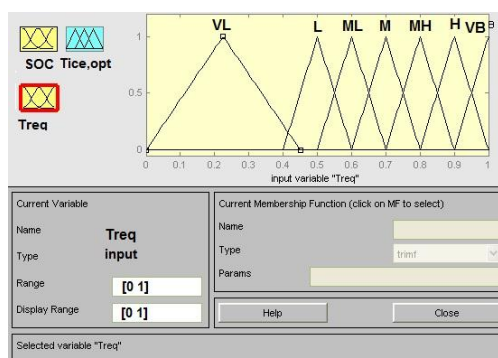 VL L ML M MH H VB B
1
SOC Tice,opt
0.5
Treq
0
0 0.1 0.2 0.3 0.4 0.5 0.6 0.7 0.8 0.9 1
input variable "Treq"
Current Variable
Name Treq
Type input
Range [0 1]
Display Range [0 1]
Current Membership Function (click on MF to select)
Name
Type trimf
Params
Help Close
Selected variable "Treq"